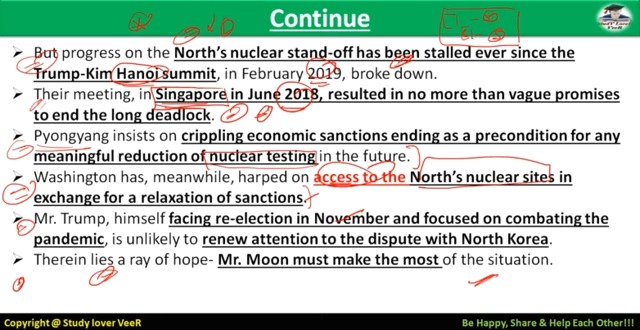 Continue
Study lover VeeR
➢ But progress on the North's nuclear stand-off has been stalled ever since the
Trump-Kim Hanoi summit, in February 2019, broke down.
➢ Their meeting, in Singapore in June 2018, resulted in no more than vague promises
to end the long deadlock.
➢ Pyongyang insists on crippling economic sanctions ending as a precondition for any
meaningful reduction of nuclear testing in the future.
➢ Washington has, meanwhile, harped on access to the North's nuclear sites in
exchange for a relaxation of sanctions.
➢ Mr. Trump, himself facing re-election in November and focused on combating the
pandemic, is unlikely to renew attention to the dispute with North Korea.
➢ Therein lies a ray of hope- Mr. Moon must make the most of the situation.
Copyright @ Study lover VeeR
Be Happy, Share & Help Each Other!!!